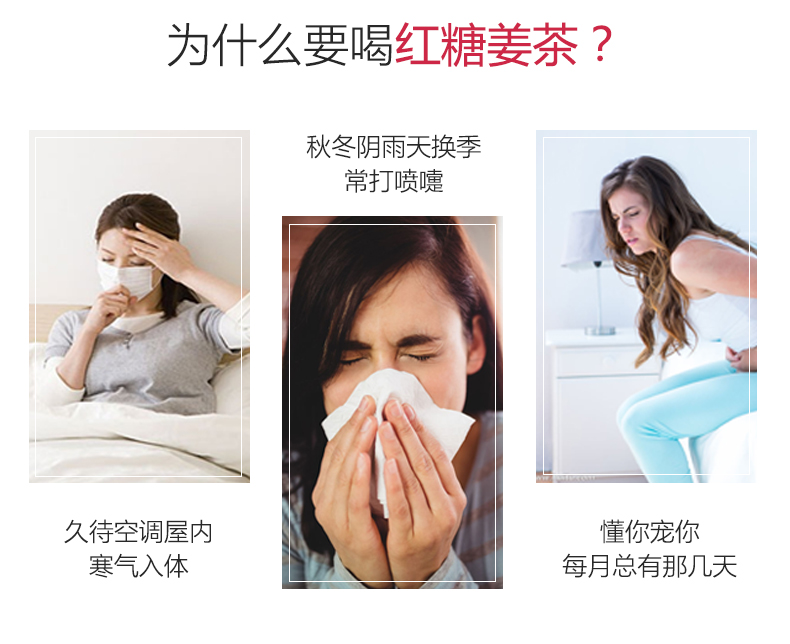 为什么要喝红糖姜茶？
秋冬阴雨天换季
常打喷嚏
久待空调屋内
寒气入体
懂你宠你
每月总有那几天